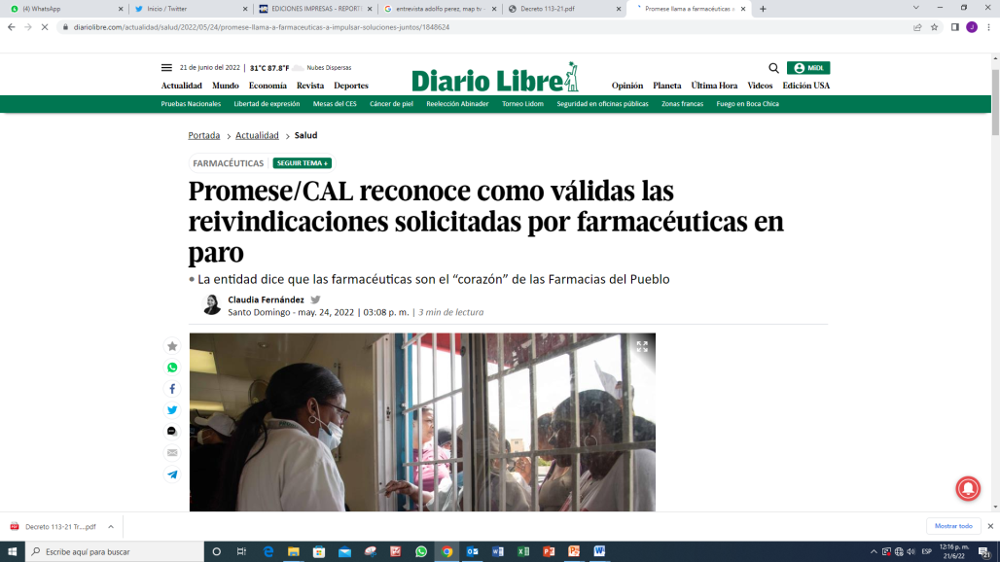 (4) WhatsApp
Inicio / Twitter
EDICIONES IMPRESAS - REPORTE
entrevista adolfo perez, map tv -
Decreto 113-21.pdf
Promese llama a farmacéuticas a
diariolibre.com/actualidad/salud/2022/05/24/promese-llama-a-farmaceuticas-a-impulsar-soluciones-juntos/1848624
J
21 de junio del 2022 | 31°C 87.8°F Nubes Dispersas
Diario Libre
MiDL
Actualidad Mundo Economía Revista Deportes
Opinión Planeta Última Hora Videos Edición USA
Pruebas Nacionales Libertad de expresión Mesas del CES Cáncer de piel Reelección Abinader Torneo Lidom Seguridad en oficinas públicas Zonas francas Fuego en Boca Chica
Portada > Actualidad > Salud
FARMACÉUTICAS SEGUIR TEMA +
Promese/CAL reconoce como válidas las
reivindicaciones solicitadas por farmacéuticas en
paro
• La entidad dice que las farmacéuticas son el “corazón” de las Farmacias del Pueblo
Claudia Fernández
Santo Domingo - may. 24, 2022 | 03:08 p. m. | 3 min de lectura
Decreto 113-21 Tr....pdf
Mostrar todo
Escribe aquí para buscar
ESP
12:16 p. m.
21/6/22
21